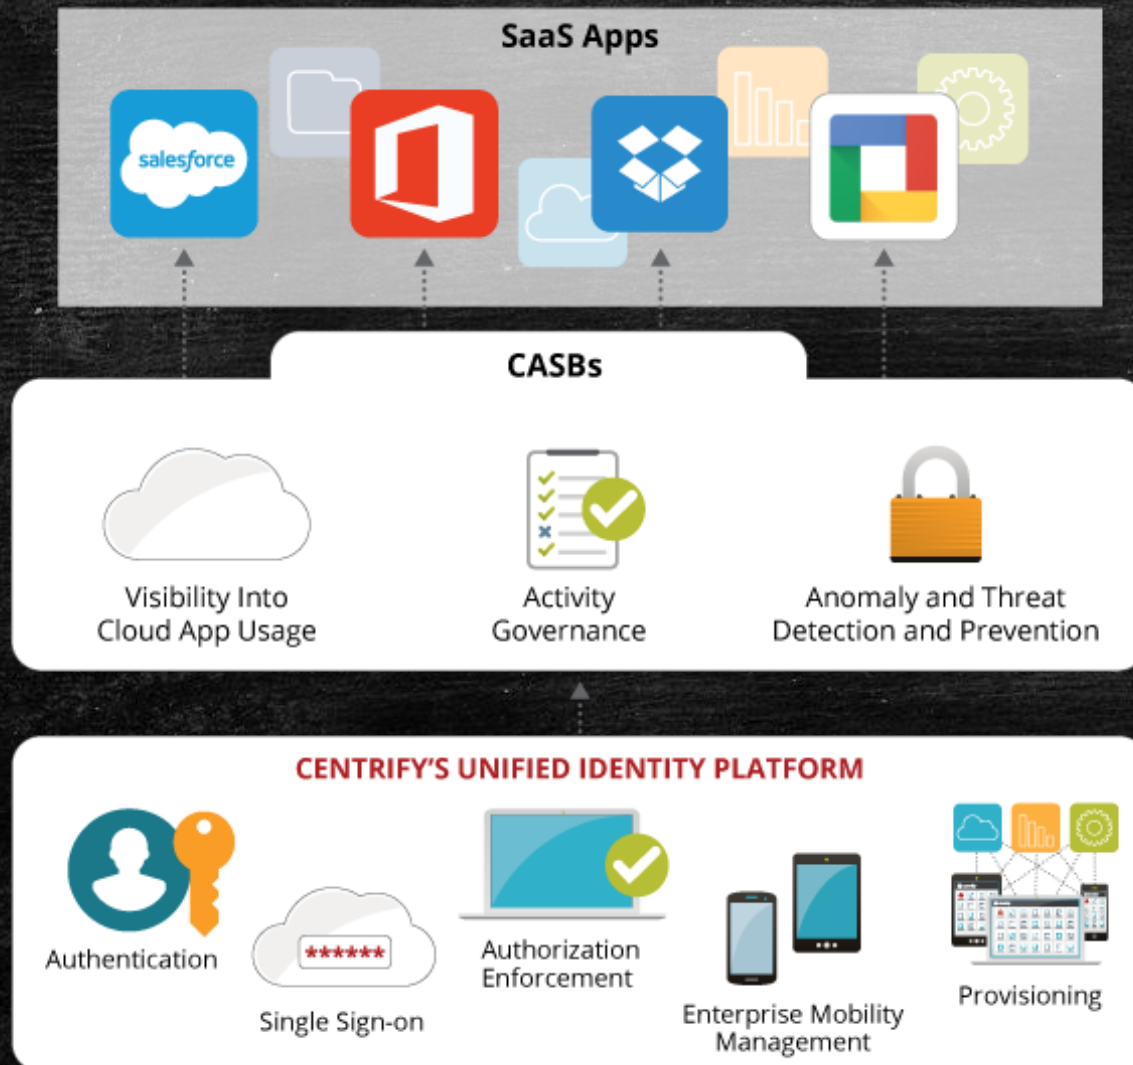 SaaS Apps
salesforce
CASBs
Visibility Into
Cloud App Usage
Activity
Governance
Anomaly and Threat
Detection and Prevention
CENTRIFY'S UNIFIED IDENTITY PLATFORM
Authentication
******
Single Sign-on
Authorization
Enforcement
Enterprise Mobility
Management
Provisioning